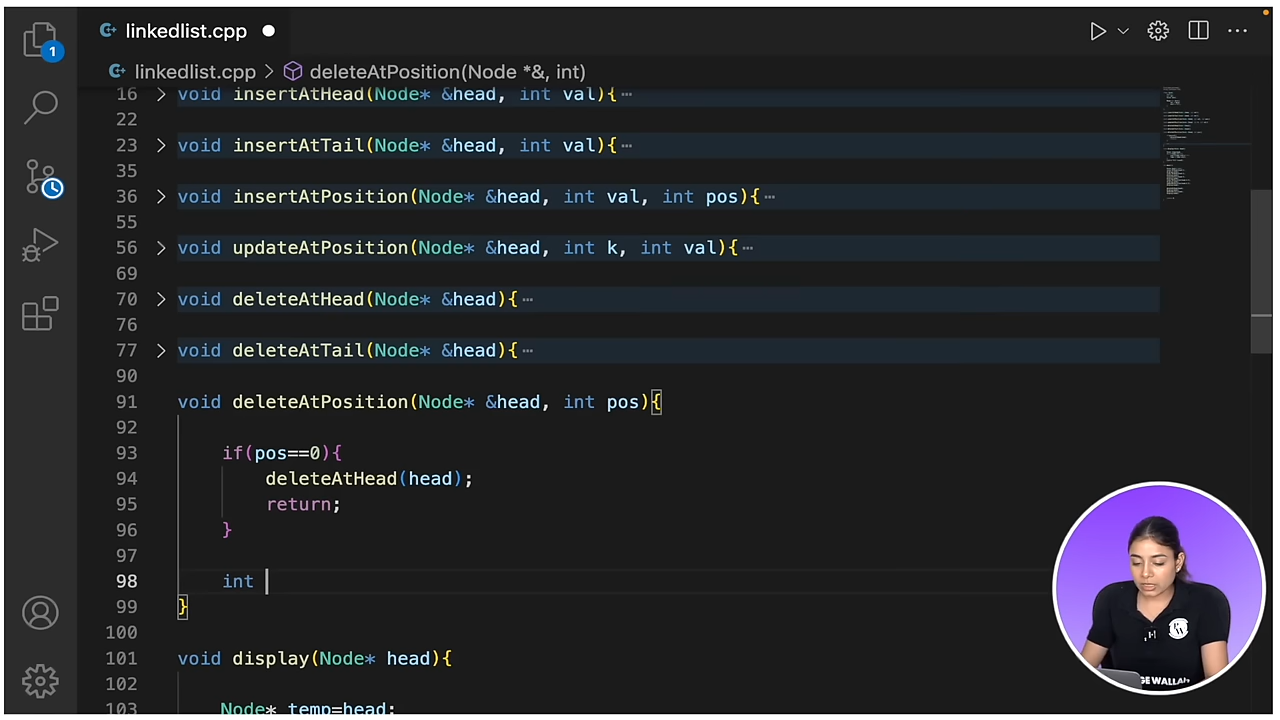 linkedlist.cpp
1
linkedlist.cpp > deleteAtPosition(Node *&, int)
16 > void insertAtHead(Node* &head, int val){…
22
23 > void insertAtTail(Node* &head, int val){…
35
36 > void insertAtPosition(Node* &head, int val, int pos){…
55
56 > void updateAtPosition(Node* &head, int k, int val){…
69
70 > void deleteAtHead(Node* &head){…
76
77 > void deleteAtTail(Node* &head){…
90
91 void deleteAtPosition(Node* &head, int pos){
92
93 if(pos==0){
94 deleteAtHead(head);
95 return;
96 }
97
98 int
99 }
100
101 void display(Node* head){
102
103 Node* temp=head;
GE WALLAH